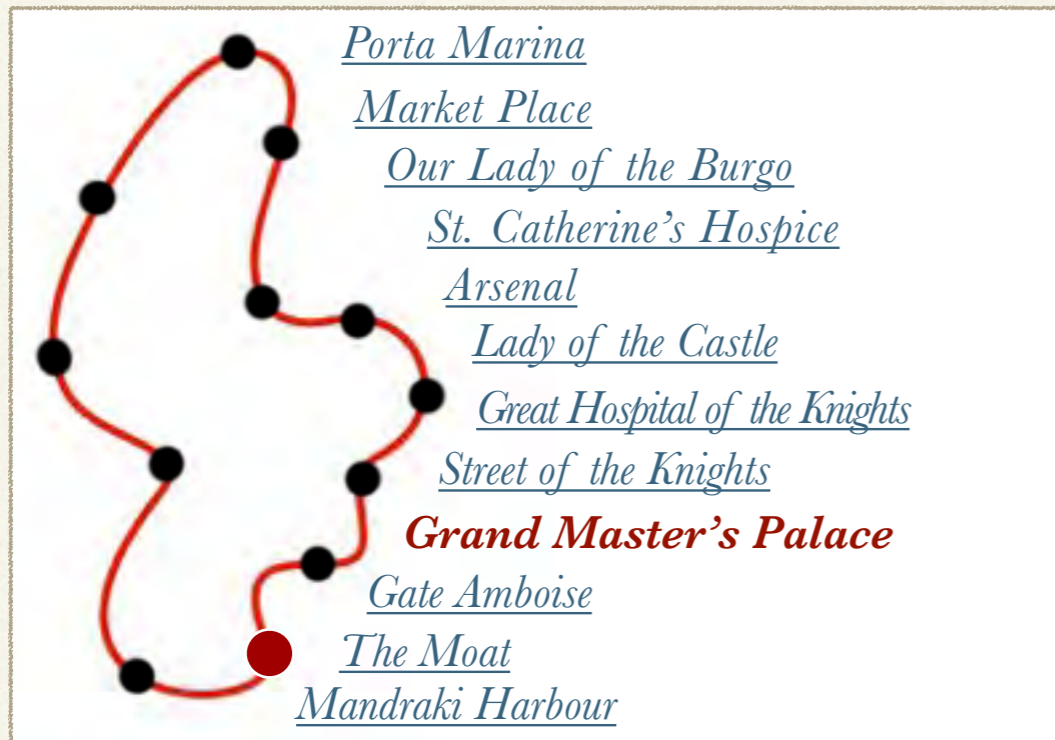 Porta Marina
Market Place
Our Lady of the Burgo
St. Catherine’s Hospice
Arsenal
Lady of the Castle
Great Hospital of the Knights
Street of the Knights
Grand Master’s Palace
Gate Amboise
The Moat
Mandraki Harbour